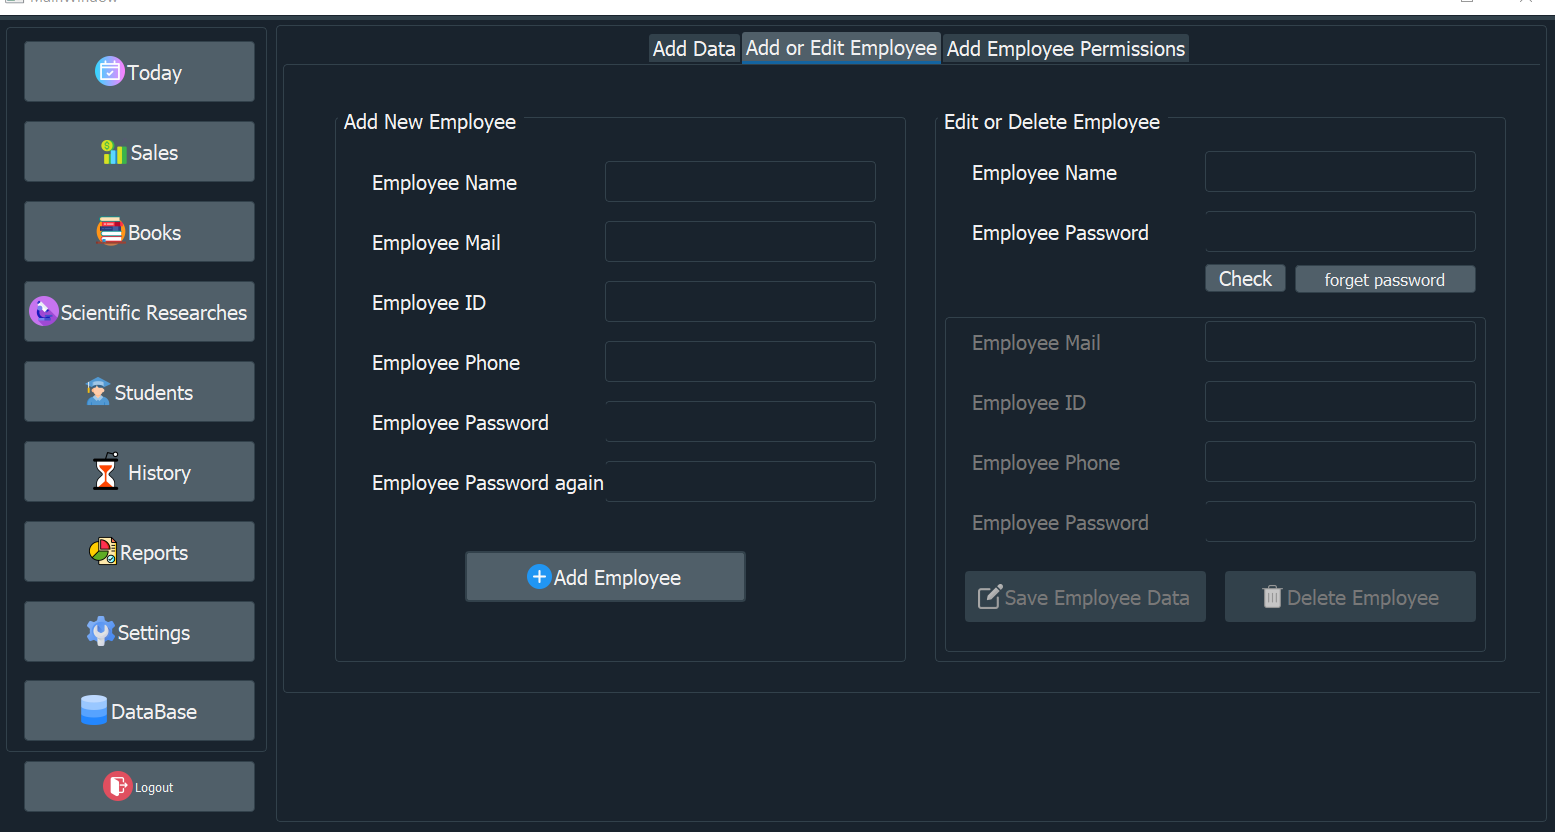 MainWindow
Today
Sales
Books
Scientific Researches
Students
History
Reports
Settings
DataBase
Logout
Add Data
Add or Edit Employee
Add Employee Permissions
Add New Employee
Employee Name
Employee Mail
Employee ID
Employee Phone
Employee Password
Employee Password again
Add Employee
Edit or Delete Employee
Employee Name
Employee Password
Check
forget password
Employee Mail
Employee ID
Employee Phone
Employee Password
Save Employee Data
Delete Employee